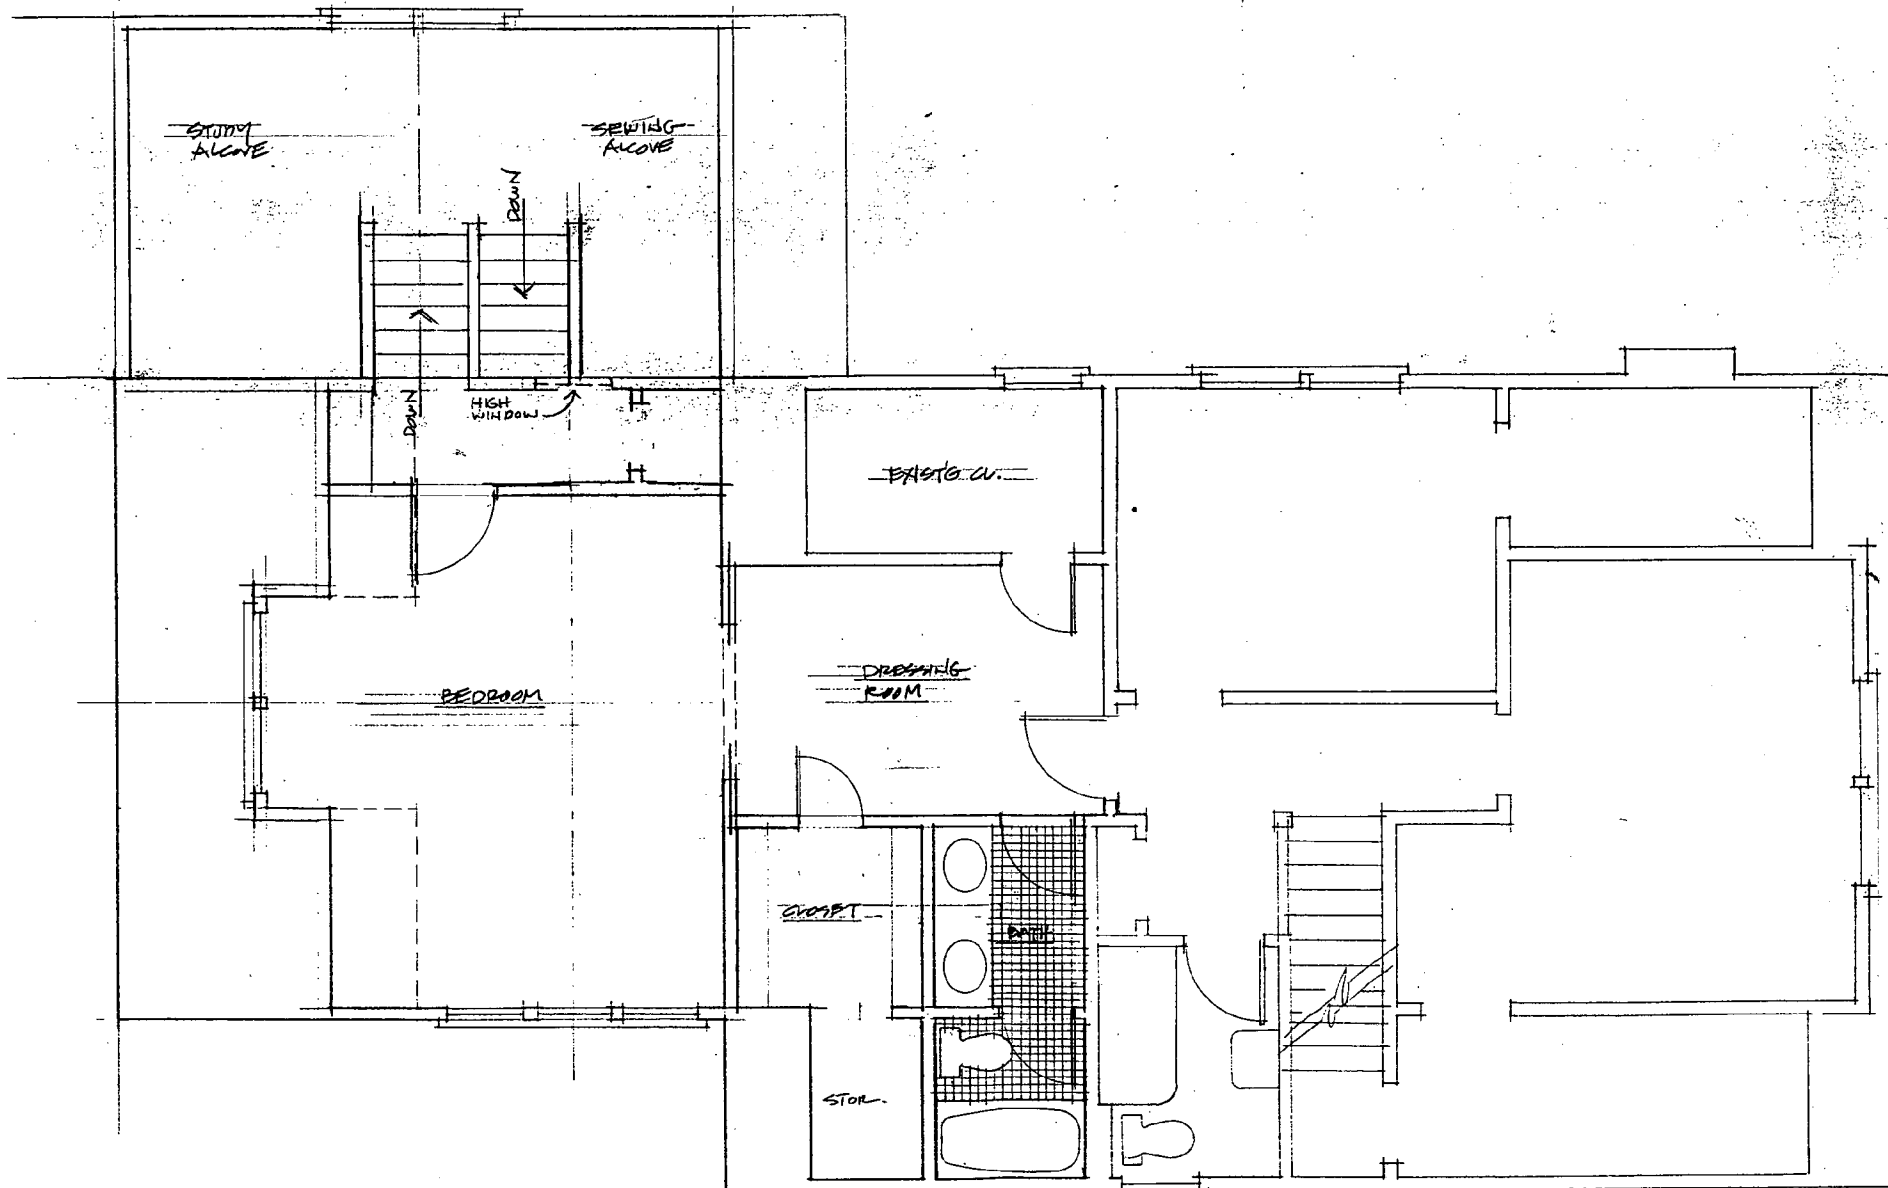 STUDY
ALCOVE
SEWING
ALCOVE
DOWN
DOWN
HIGH
WINDOW
EXIST'G CL.
BEDROOM
DRESSING
ROOM
CLOSET
BATH
STOR.